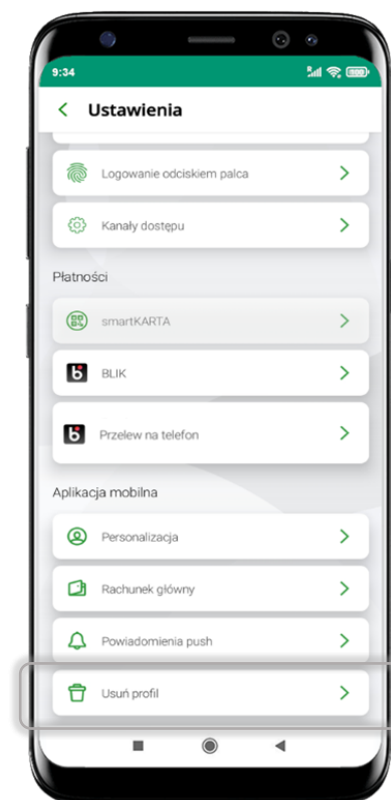 9:34
Ustawienia
Logowanie odciskiem palca
Kanały dostępu
Płatności
smartKARTA
BLIK
Przelew na telefon
Aplikacja mobilna
Personalizacja
Rachunek główny
Powiadomienia push
Usuń profil